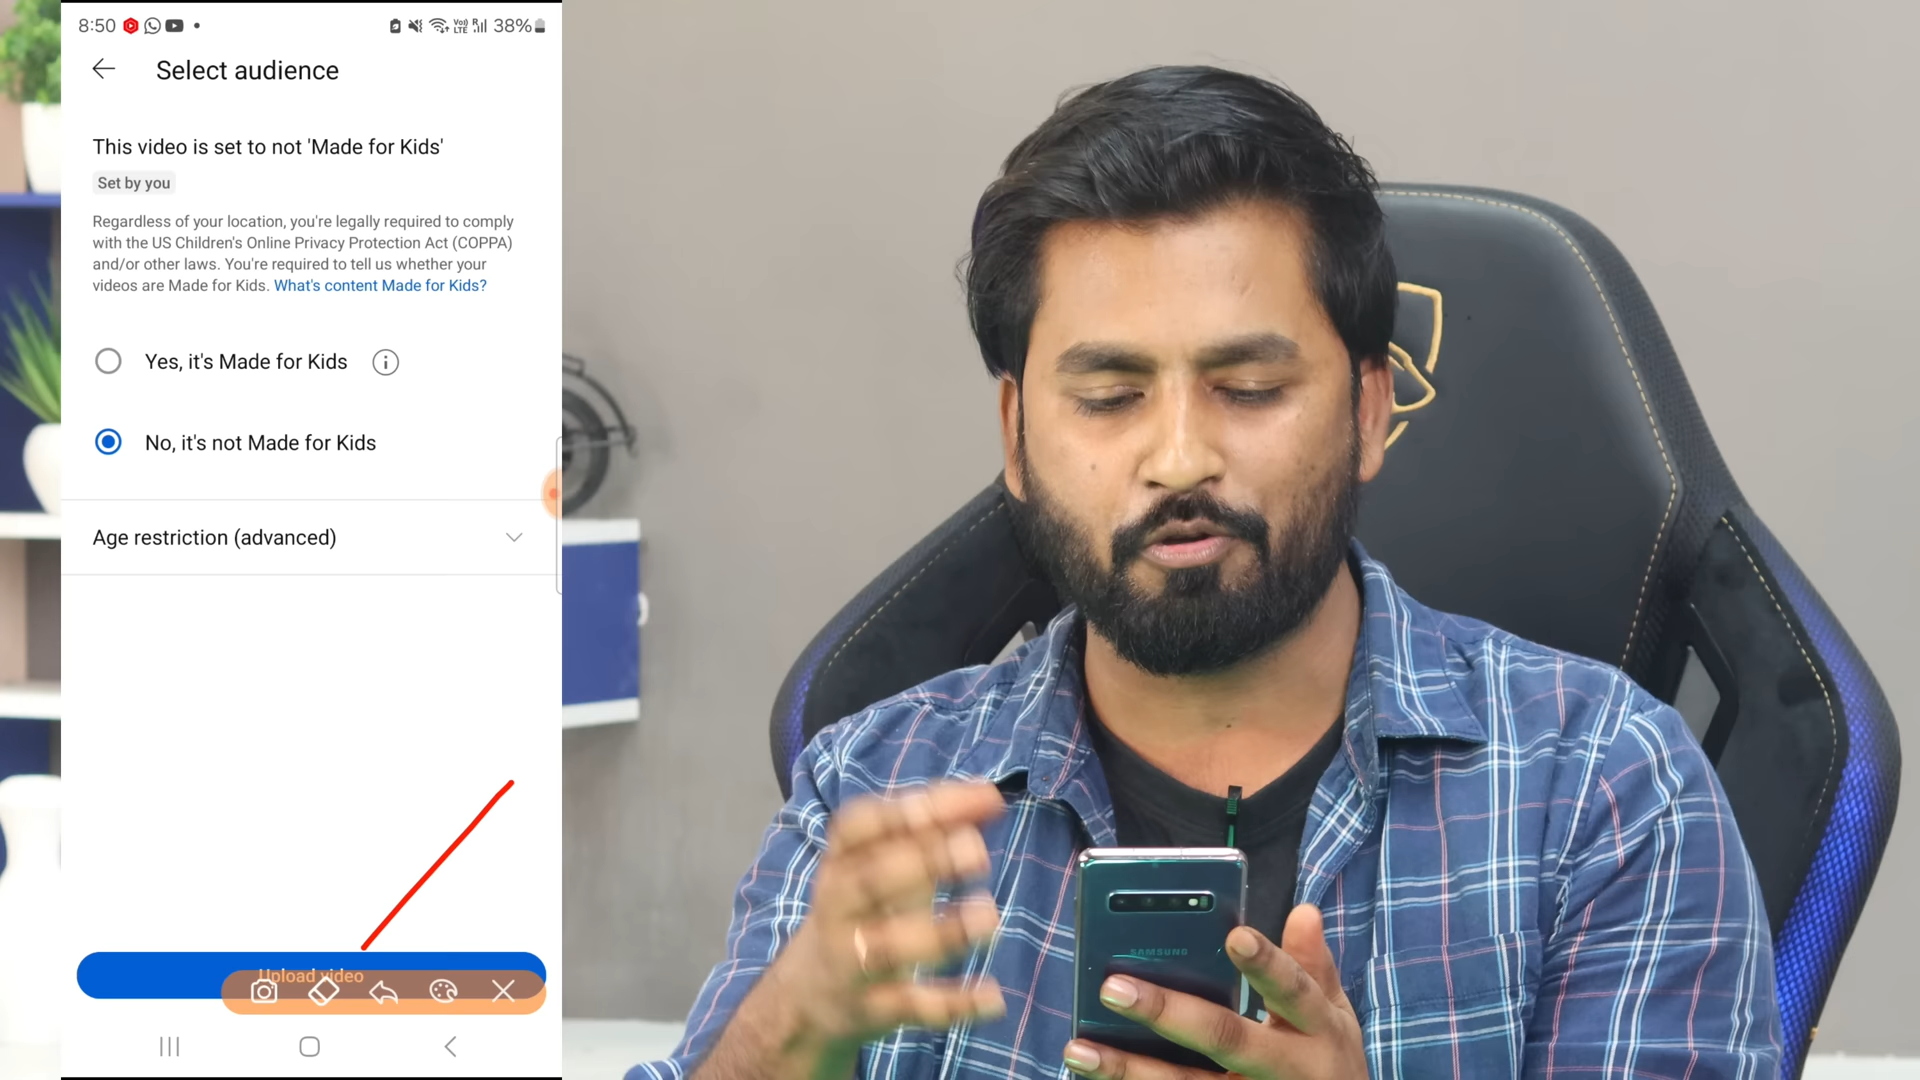 8:50
Vo)
LTE
R
38%
Select audience
This video is set to not 'Made for Kids'
Set by you
Regardless of your location, you're legally required to comply
with the US Children's Online Privacy Protection Act (COPPA)
and/or other laws. You're required to tell us whether your
videos are Made for Kids. What's content Made for Kids?
Yes, it's Made for Kids
No, it's not Made for Kids
Age restriction (advanced)
Upload video
SAMSUNG